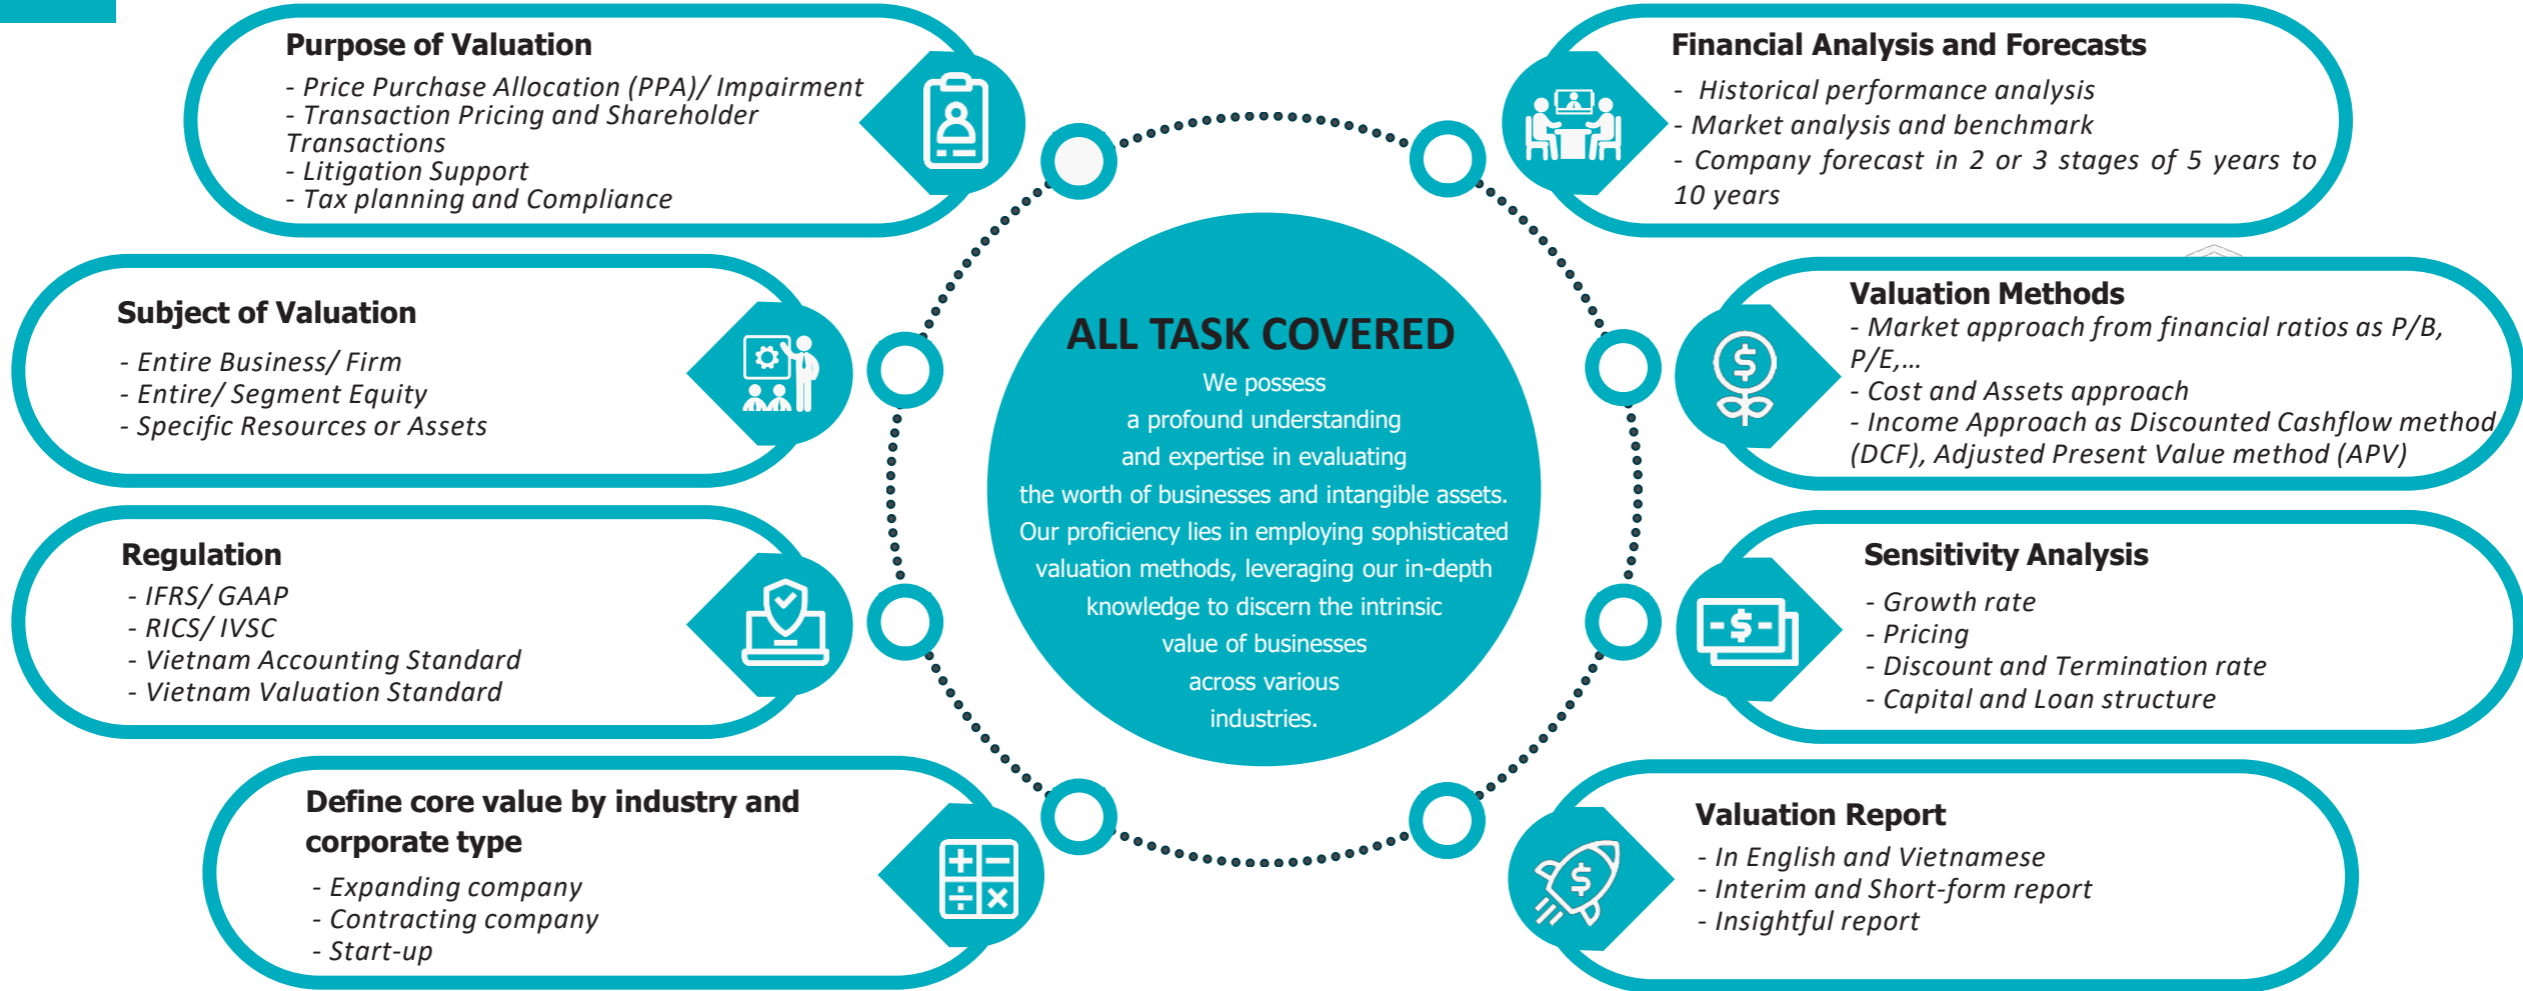 Purpose of Valuation
- Price Purchase Allocation (PPA)/ Impairment
- Transaction Pricing and Shareholder
Transactions
- Litigation Support
- Tax planning and Compliance
Subject of Valuation
- Entire Business/ Firm
- Entire/ Segment Equity
- Specific Resources or Assets
Regulation
- IFRS/ GAAP
- RICS/ IVSC
- Vietnam Accounting Standard
- Vietnam Valuation Standard
Define core value by industry and
corporate type
- Expanding company
- Contracting company
- Start-up
ALL TASK COVERED
We possess
a profound understanding
and expertise in evaluating
the worth of businesses and intangible assets.
Our proficiency lies in employing sophisticated
valuation methods, leveraging our in-depth
knowledge to discern the intrinsic
value of businesses
across various
industries.
Financial Analysis and Forecasts
- Historical performance analysis
- Market analysis and benchmark
- Company forecast in 2 or 3 stages of 5 years to
10 years
Valuation Methods
- Market approach from financial ratios as P/B,
P/E,…
- Cost and Assets approach
- Income Approach as Discounted Cashflow method
(DCF), Adjusted Present Value method (APV)
Sensitivity Analysis
- Growth rate
- Pricing
- Discount and Termination rate
- Capital and Loan structure
Valuation Report
- In English and Vietnamese
- Interim and Short-form report
- Insightful report